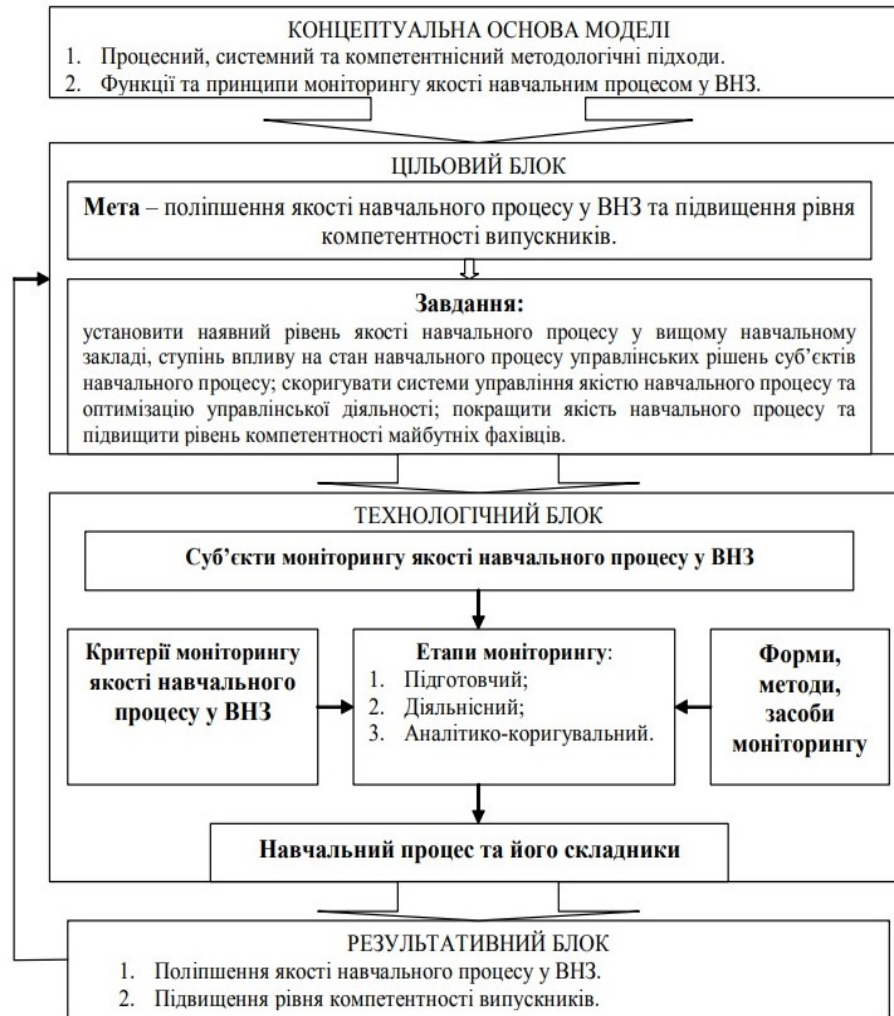 КОНЦЕПТУАЛЬНА ОСНОВА МОДЕЛІ
1. Процесний, системний та компетентнісний методологічні підходи.
2. Функції та принципи моніторингу якості навчальним процесом у ВНЗ.
ЦІЛЬОВИЙ БЛОК
Мета – поліпшення якості навчального процесу у ВНЗ та підвищення рівня
компетентності випускників.
Завдання:
установити наявний рівень якості навчального процесу у вищому навчальному
закладі, ступінь впливу на стан навчального процесу управлінських рішень суб’єктів
навчального процесу; скоригувати системи управління якістю навчального процесу та
оптимізацію управлінської діяльності; покращити якість навчального процесу та
підвищити рівень компетентності майбутніх фахівців.
ТЕХНОЛОГІЧНИЙ БЛОК
Суб’єкти моніторингу якості навчального процесу у ВНЗ
Критерії моніторингу
якості навчального
процесу у ВНЗ
Етапи моніторингу:
1. Підготовчий;
2. Діяльнісний;
3. Аналітико-коригувальний.
Форми,
методи,
засоби
моніторингу
Навчальний процес та його складники
РЕЗУЛЬТАТИВНИЙ БЛОК
1. Поліпшення якості навчального процесу у ВНЗ.
2. Підвищення рівня компетентності випускників.